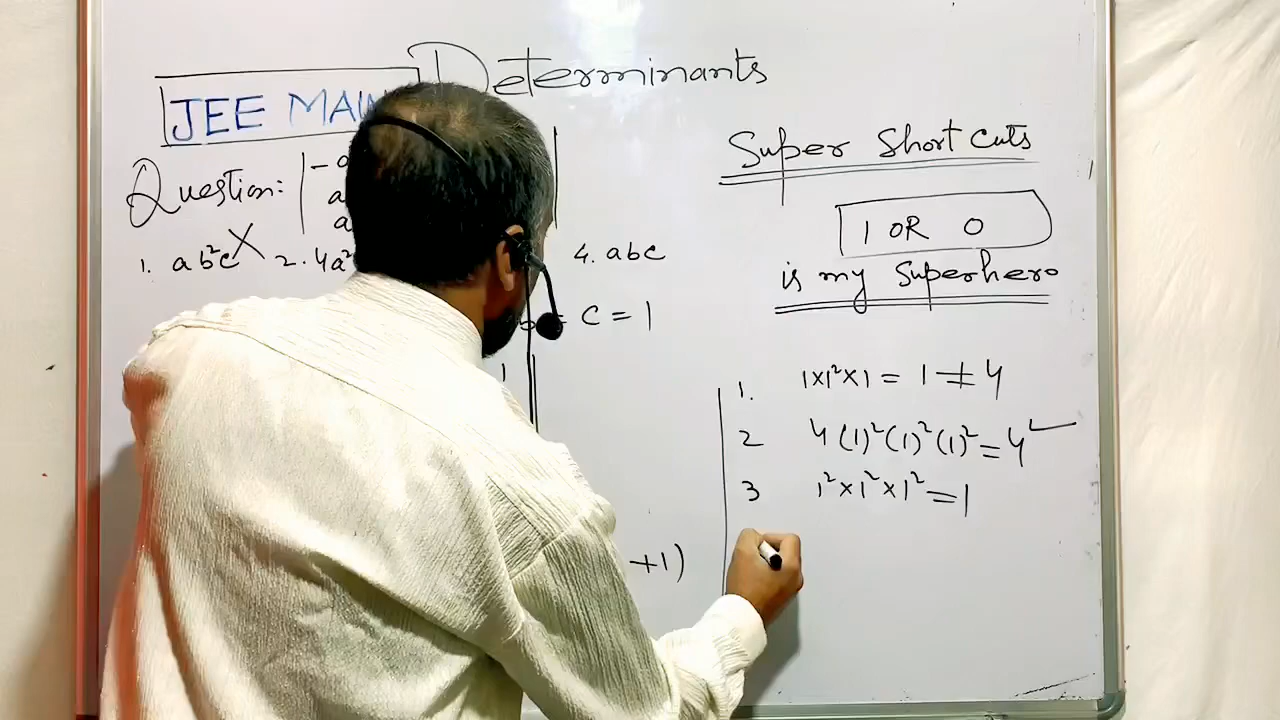 Determinants
JEE MAIN
Question: | - a
a
a
1. ab²c × 2. 4a² 4. abc
c = 1
1
+1)
Super Short cuts
1 OR 0
is my Superhero
1. 1×1²×1 = 1 ≠ 4
2 4(1)²(1)²(1)² = 4 ✓
3 1²×1²×1² = 1